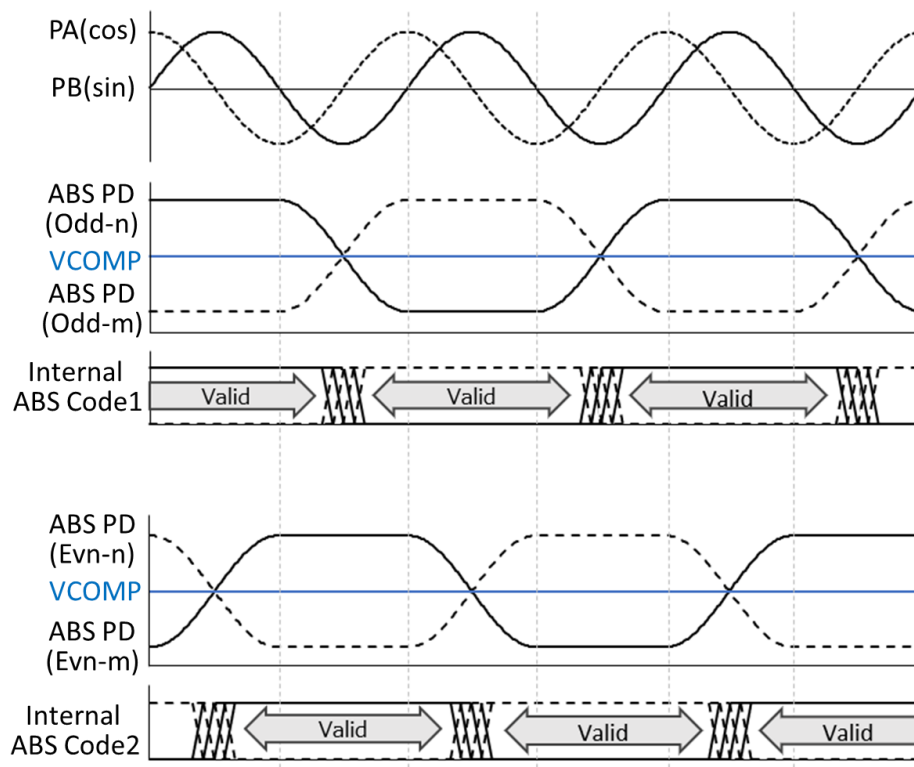 PA(cos)
PB(sin)
ABS PD
(Odd-n)
VCOMP
ABS PD
(Odd-m)
Internal
ABS Code1
Valid
Valid
Valid
ABS PD
(Evn-n)
VCOMP
ABS PD
(Evn-m)
Internal
ABS Code2
Valid
Valid
Valid